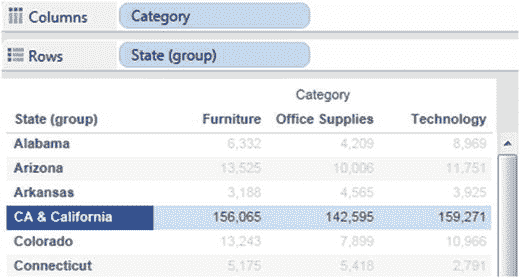 Columns Category
Rows State (group)
Category
State (group) Furniture Office Supplies Technology
Alabama 6,332 4,209 8,969
Arizona 13,525 10,006 11,751
Arkansas 3,188 4,565 3,925
CA & California 156,065 142,595 159,271
Colorado 13,243 7,899 10,966
Connecticut 5,175 5,418 2,791